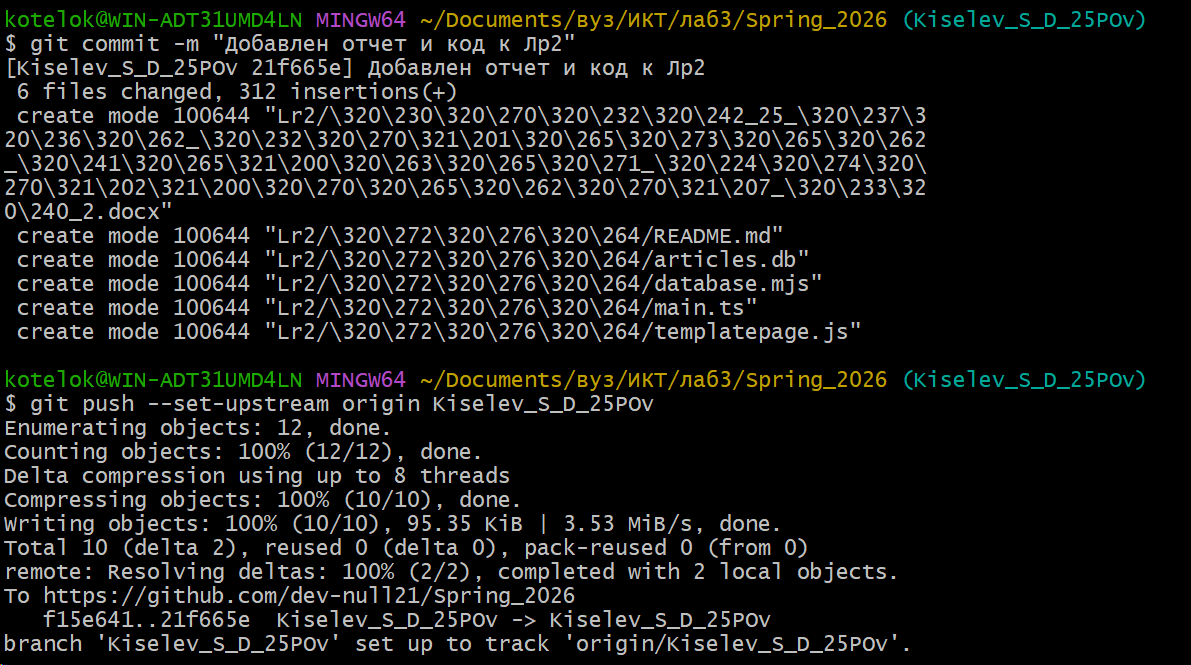 kotelok@WIN-ADT31UMD4LN MINGW64 ~/Documents/вуз/ИКТ/лаб3/Spring_2026 (Kiselev_S_D_25POv)
$ git commit -m "Добавлен отчет и код к Лр2"
[Kiselev_S_D_25POv 21f665e] Добавлен отчет и код к Лр2
 6 files changed, 312 insertions(+)
 create mode 100644 "Lr2/\320\230\320\270\320\232\320\242_25_\320\237\3
20\236\320\262_\320\232\320\270\321\201\320\265\320\273\320\265\320\262
_\320\241\320\265\321\200\320\263\320\265\320\271_\320\224\320\274\320\
270\321\202\321\200\320\270\320\265\320\262\320\270\321\207_\320\233\32
0\240_2.docx"
 create mode 100644 "Lr2/\320\272\320\276\320\264/README.md"
 create mode 100644 "Lr2/\320\272\320\276\320\264/articles.db"
 create mode 100644 "Lr2/\320\272\320\276\320\264/database.mjs"
 create mode 100644 "Lr2/\320\272\320\276\320\264/main.ts"
 create mode 100644 "Lr2/\320\272\320\276\320\264/templatepage.js"
kotelok@WIN-ADT31UMD4LN MINGW64 ~/Documents/вуз/ИКТ/лаб3/Spring_2026 (Kiselev_S_D_25POv)
$ git push --set-upstream origin Kiselev_S_D_25POv
Enumerating objects: 12, done.
Counting objects: 100% (12/12), done.
Delta compression using up to 8 threads
Compressing objects: 100% (10/10), done.
Writing objects: 100% (10/10), 95.35 KiB | 3.53 MiB/s, done.
Total 10 (delta 2), reused 0 (delta 0), pack-reused 0 (from 0)
remote: Resolving deltas: 100% (2/2), completed with 2 local objects.
To https://github.com/dev-null21/Spring_2026
   f15e641..21f665e  Kiselev_S_D_25POv -> Kiselev_S_D_25POv
branch 'Kiselev_S_D_25POv' set up to track 'origin/Kiselev_S_D_25POv'.